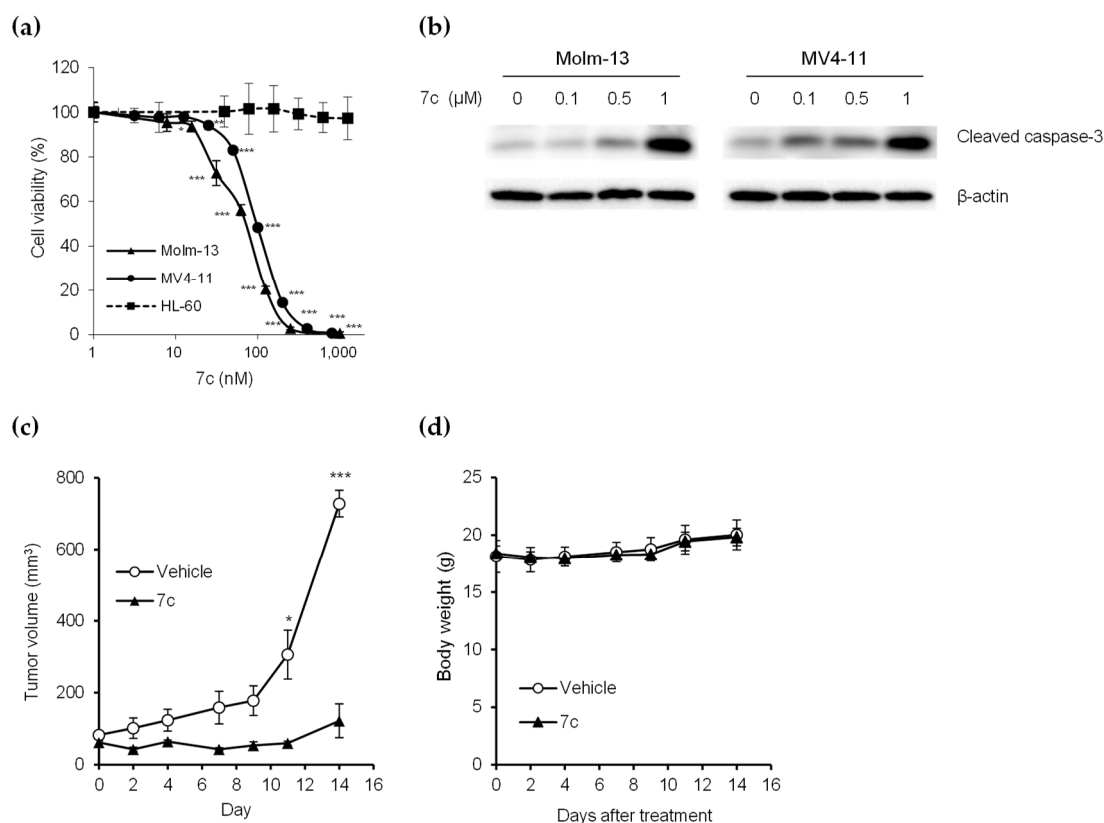 (a)
120
100
80
60
40
20
0
Cell viability (%)
* ** *** *** *** *** *** *** *** *** *** ***
Molm-13
MV4-11
HL-60
1 10 100 1,000
7c (nM)
(b)
Molm-13 MV4-11
7c (μM) 0 0.1 0.5 1 0 0.1 0.5 1
Cleaved caspase-3
β-actin
(c)
800
600
400
200
0
Tumor volume (mm³)
***
*
Vehicle
7c
0 2 4 6 8 10 12 14 16
Day
(d)
25
20
15
10
5
0
Body weight (g)
Vehicle
7c
0 2 4 6 8 10 12 14 16
Days after treatment